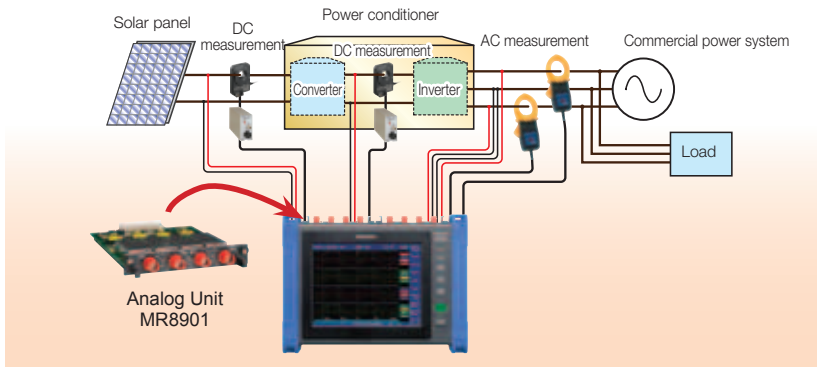 Solar panel
DC
measurement
Power conditioner
DC measurement
AC measurement
Commercial power system
Converter
Inverter
Load
Analog Unit
MR8901